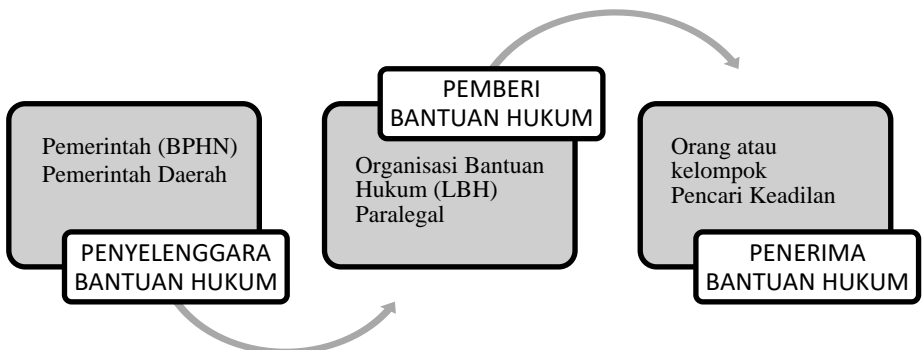 Pemerintah (BPHN)
Pemerintah Daerah
PENYELENGGARA
BANTUAN HUKUM
PEMBERI
BANTUAN HUKUM
Organisasi Bantuan
Hukum (LBH)
Paralegal
Orang atau
kelompok
Pencari Keadilan
PENERIMA
BANTUAN HUKUM